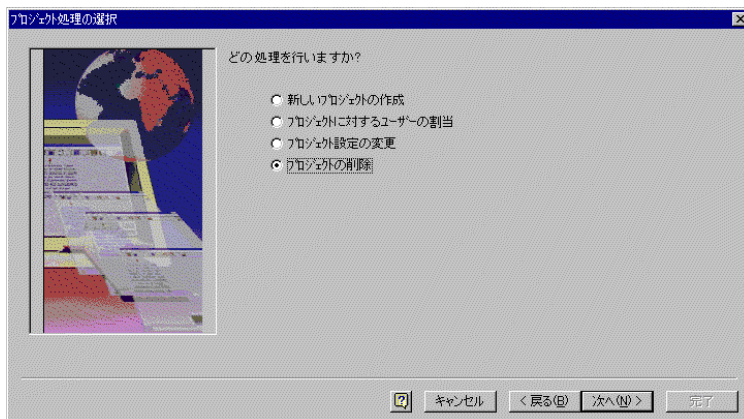 プロジェクト処理の選択
どの処理を行いますか?
新しいプロジェクトの作成
プロジェクトに対するユーザーの割当
プロジェクト設定の変更
プロジェクトの削除
キャンセル
< 戻る(B)
次へ(N) >
完了